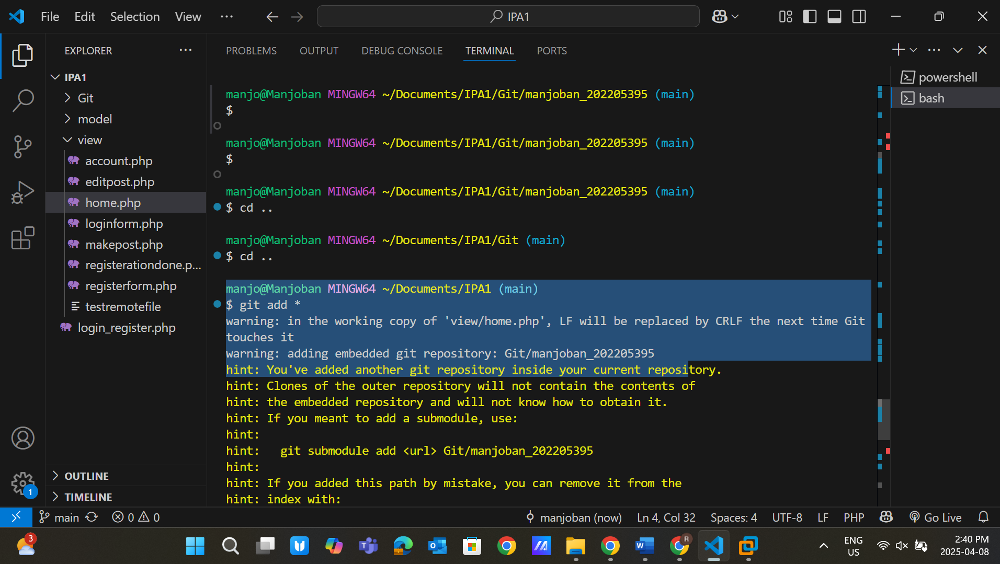 File Edit Selection View ··· IPA1
EXPLORER ···
PROBLEMS OUTPUT DEBUG CONSOLE TERMINAL PORTS
IPA1
Git
model
view
account.php
editpost.php
home.php
loginform.php
makepost.php
registerationdone.p...
registerform.php
testremotefile
login_register.php
OUTLINE
TIMELINE
1
manjo@Manjoban MINGW64 ~/Documents/IPA1/Git/manjoban_202205395 (main)
$
manjo@Manjoban MINGW64 ~/Documents/IPA1/Git/manjoban_202205395 (main)
$
manjo@Manjoban MINGW64 ~/Documents/IPA1/Git/manjoban_202205395 (main)
$ cd ..
manjo@Manjoban MINGW64 ~/Documents/IPA1/Git (main)
$ cd ..
manjo@Manjoban MINGW64 ~/Documents/IPA1 (main)
$ git add *
warning: in the working copy of 'view/home.php', LF will be replaced by CRLF the next time Git
touches it
warning: adding embedded git repository: Git/manjoban_202205395
hint: You've added another git repository inside your current repository.
hint: Clones of the outer repository will not contain the contents of
hint: the embedded repository and will not know how to obtain it.
hint: If you meant to add a submodule, use:
hint:
hint:   git submodule add <url> Git/manjoban_202205395
hint:
hint: If you added this path by mistake, you can remove it from the
hint: index with:
powershell
bash
main 0 0 manjoban (now) Ln 4, Col 32 Spaces: 4 UTF-8 LF PHP Go Live
3
R
ENG
US
2:40 PM
2025-04-08